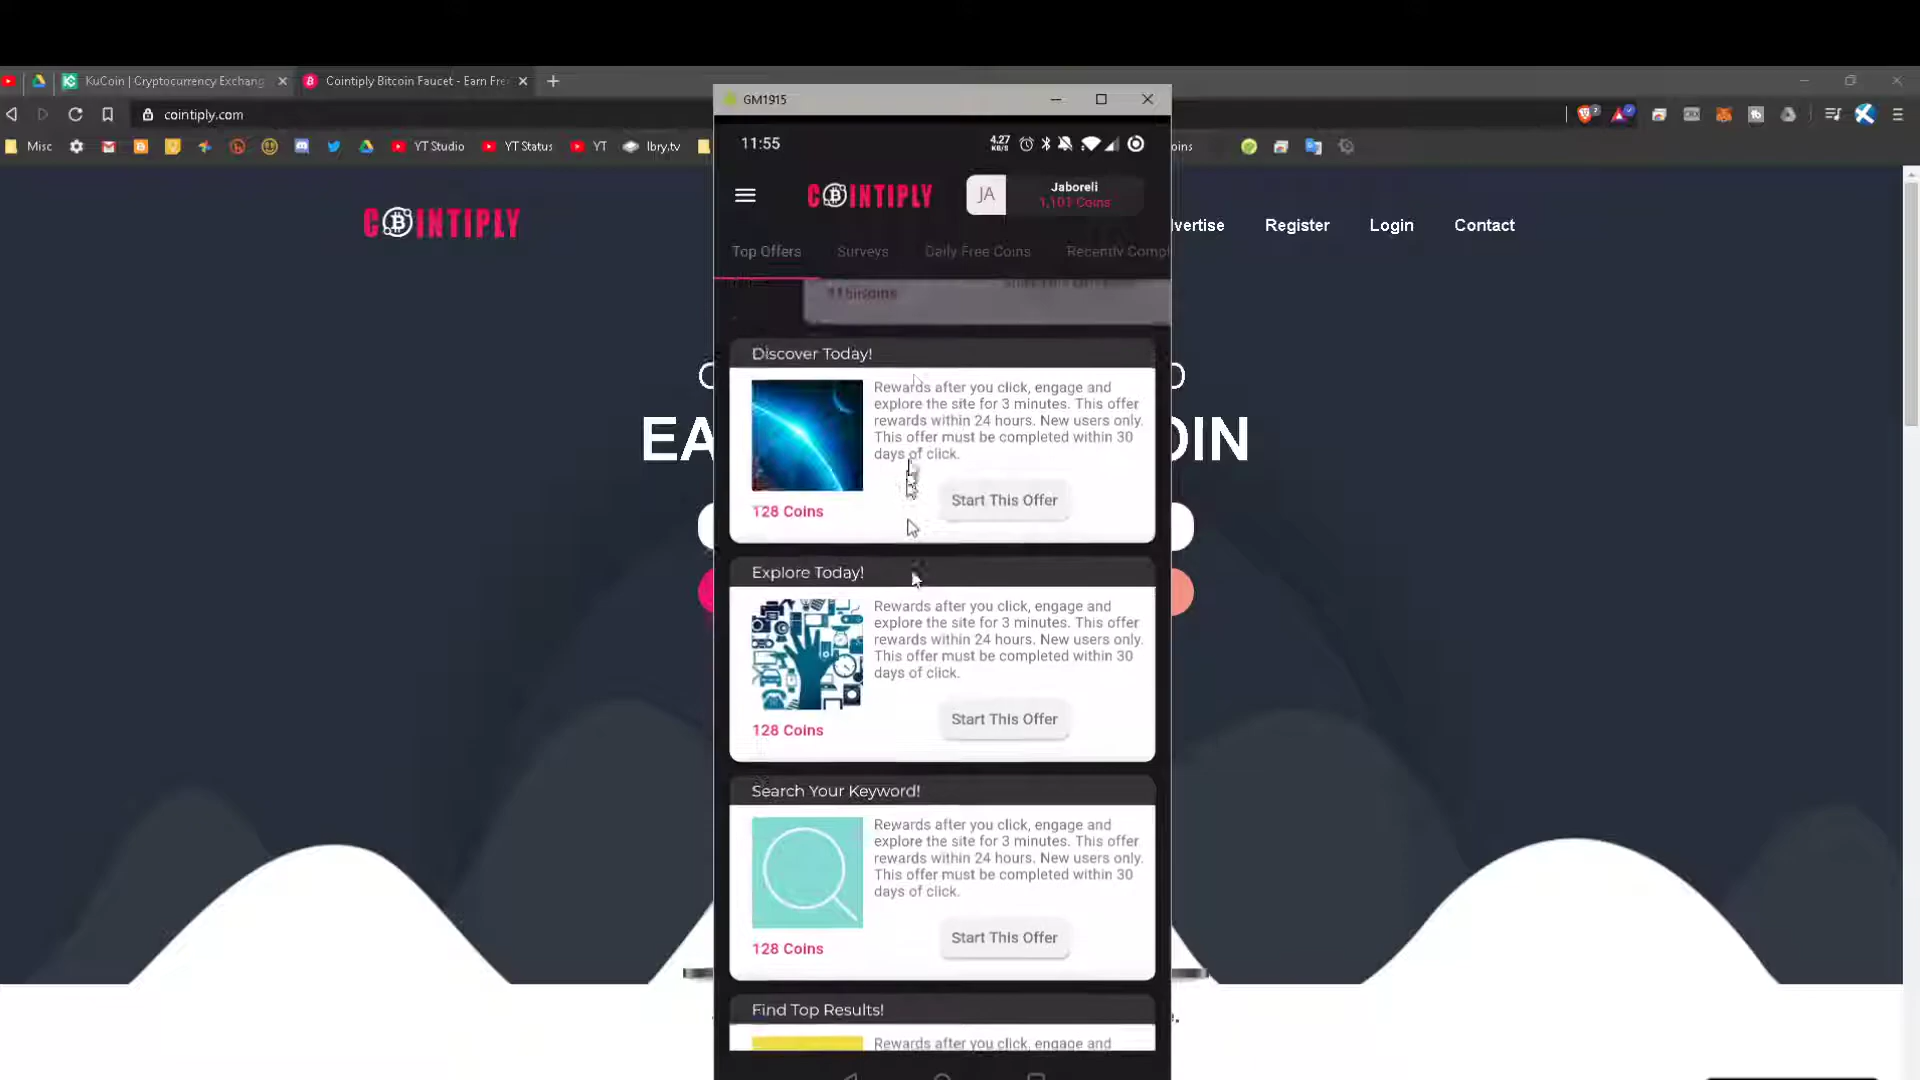 KuCoin | Cryptocurrency Exchang
Cointiply Bitcoin Faucet - Earn Fre
cointiply.com
Misc
YT Studio
YT Status
YT
lbry.tv
oins
COINTIPLY
vertise
Register
Login
Contact
EA
OIN
GM1915
11:55
4.27
KB/S
COINTIPLY
JA
Jaboreli
1,101 Coins
Top Offers
Surveys
Daily Free Coins
Recently Compl
Discover Today!
Rewards after you click, engage and
explore the site for 3 minutes. This offer
rewards within 24 hours. New users only.
This offer must be completed within 30
days of click.
Start This Offer
128 Coins
Explore Today!
Rewards after you click, engage and
explore the site for 3 minutes. This offer
rewards within 24 hours. New users only.
This offer must be completed within 30
days of click.
Start This Offer
128 Coins
Search Your Keyword!
Rewards after you click, engage and
explore the site for 3 minutes. This offer
rewards within 24 hours. New users only.
This offer must be completed within 30
days of click.
Start This Offer
128 Coins
Find Top Results!
Rewards after you click, engage and